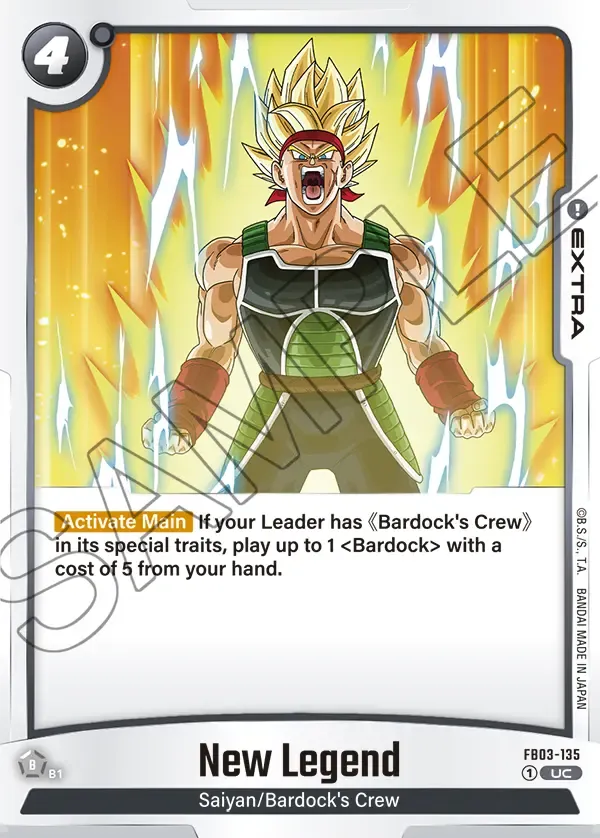 4
! EXTRA
SAMPLE
Activate Main If your Leader has 《Bardock's Crew》
in its special traits, play up to 1 <Bardock> with a
cost of 5 from your hand.
©B.S./S., T.A. BANDAI MADE IN JAPAN
B B1
New Legend
FB03-135
1 UC
Saiyan/Bardock's Crew